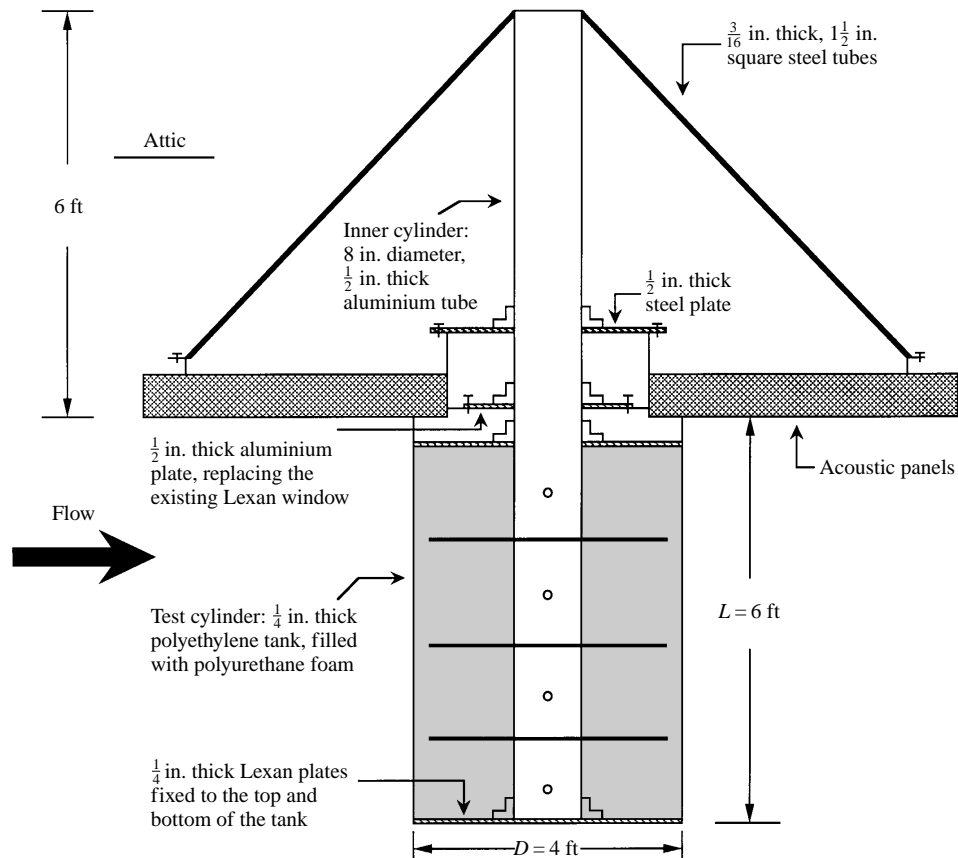 3/16 in. thick, 1 1/2 in.
square steel tubes
Attic
6 ft
Inner cylinder:
8 in. diameter,
1/2 in. thick
aluminium tube
1/2 in. thick
steel plate
1/2 in. thick aluminium
plate, replacing the
existing Lexan window
Acoustic panels
Flow
Test cylinder: 1/4 in. thick
polyethylene tank, filled
with polyurethane foam
L = 6 ft
1/4 in. thick Lexan plates
fixed to the top and
bottom of the tank
D = 4 ft